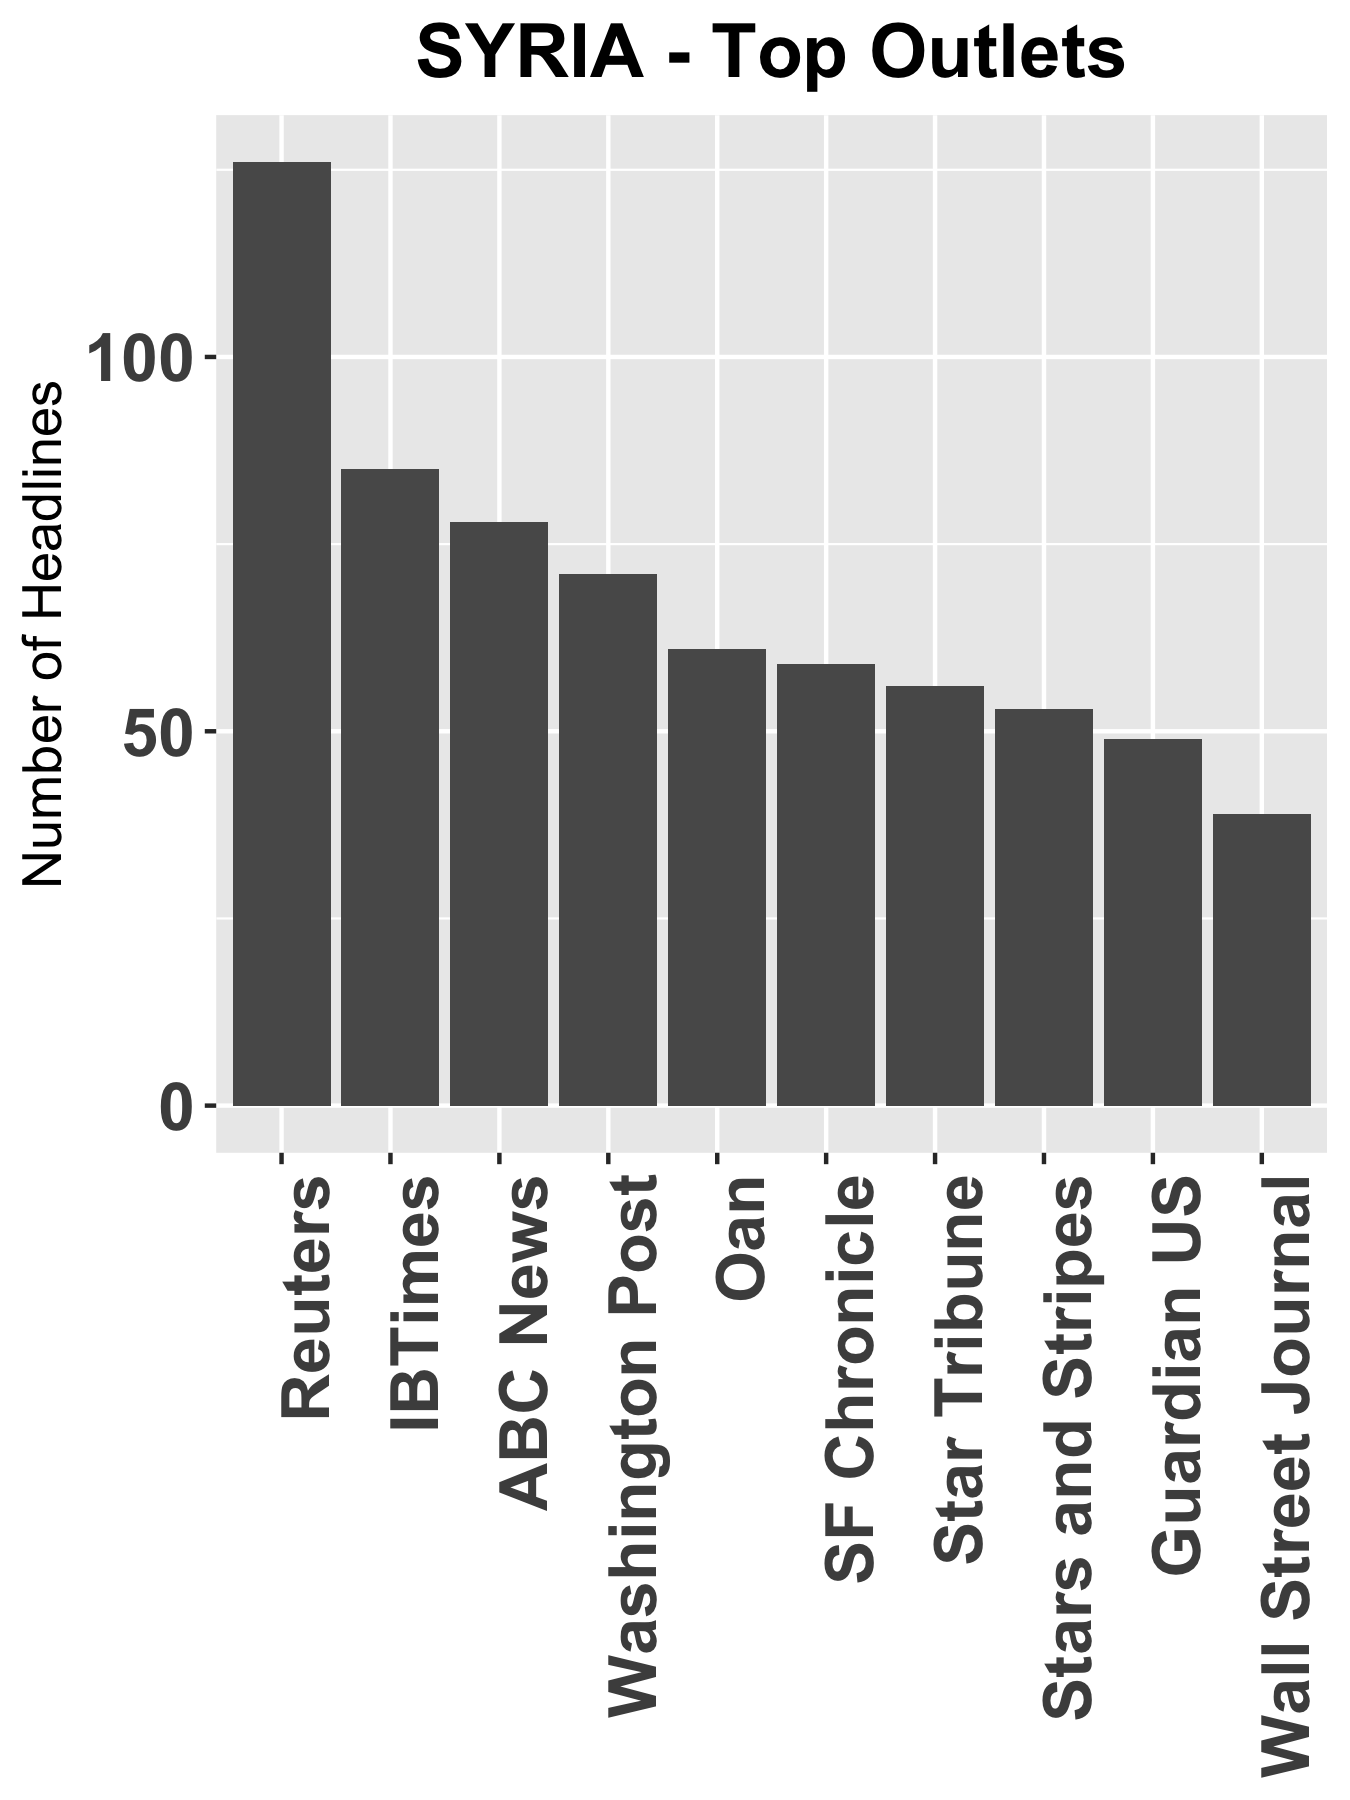 SYRIA - Top Outlets
Number of Headlines
100
50
0
Reuters
IBTimes
ABC News
Washington Post
Oan
SF Chronicle
Star Tribune
Stars and Stripes
Guardian US
Wall Street Journal